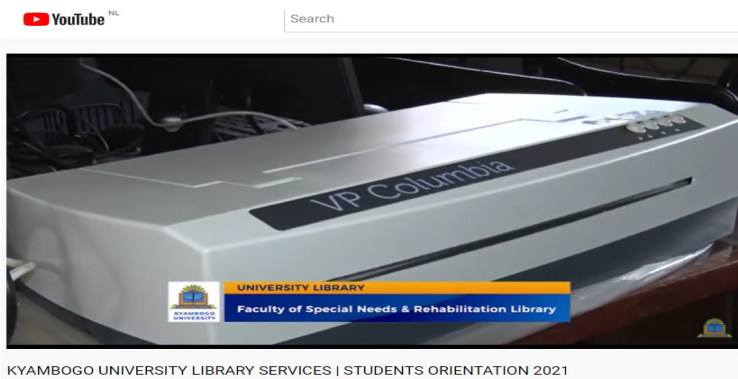 YouTube NL
Search
VP Columbia
UNIVERSITY LIBRARY
KYAMBOGO
UNIVERSITY
Faculty of Special Needs & Rehabilitation Library
KYAMBOGO UNIVERSITY LIBRARY SERVICES | STUDENTS ORIENTATION 2021